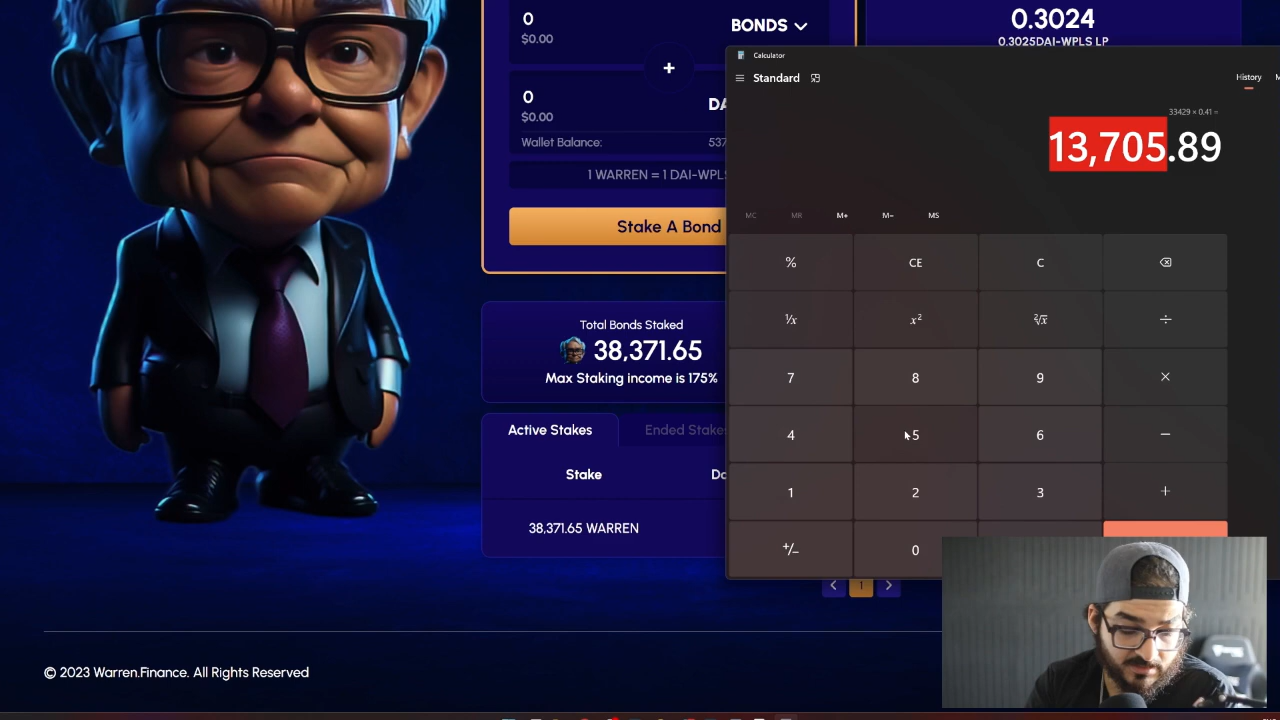 0
$0.00
BONDS
+
0
$0.00
Wallet Balance:
537
1 WARREN = 1 DAI-WPLS
Stake A Bond
Total Bonds Staked
38,371.65
Max Staking income is 175%
Active Stakes
Ended Stakes
Stake
38,371.65 WARREN
1
0.3024
0.3025DAI-WPLS LP
Calculator
Standard
History
33429 × 0.41 =
13,705.89
MC MR M+ M− MS
% CE C
⅟x x² ²√x ÷
7 8 9 ×
4 5 6 −
1 2 3 +
+/− 0
© 2023 Warren.Finance. All Rights Reserved